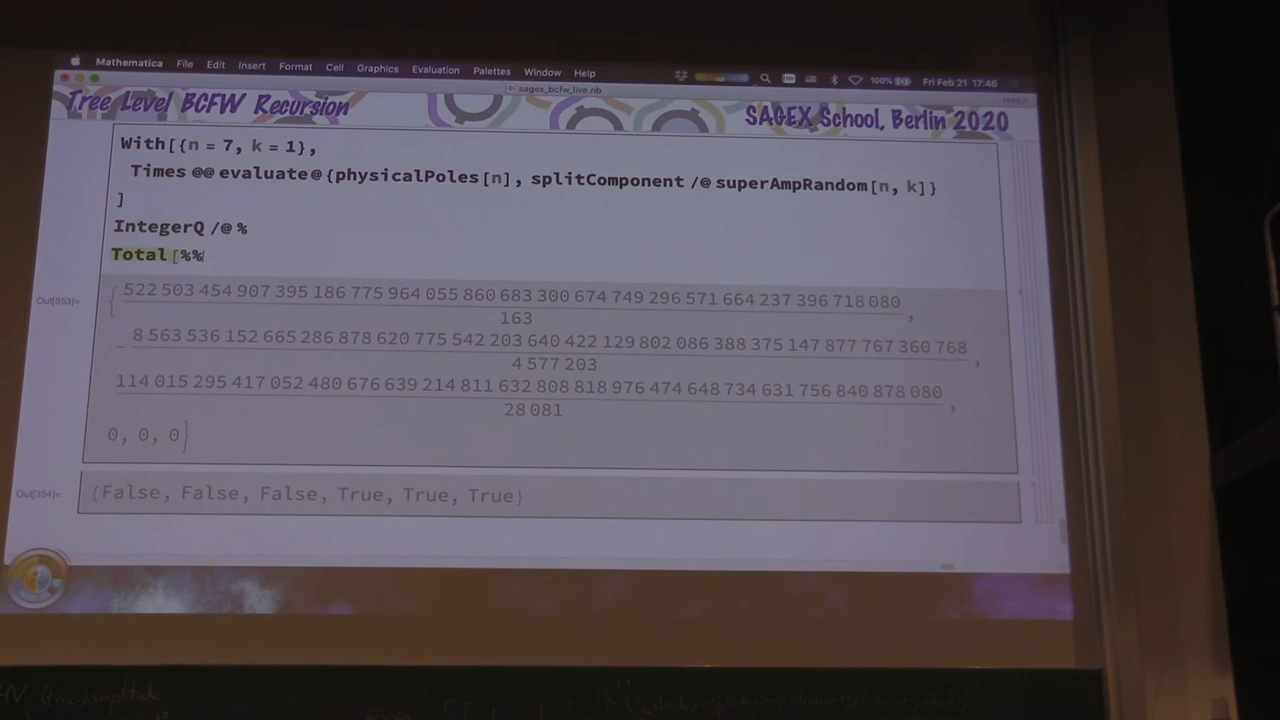 Mathematica File Edit Insert Format Cell Graphics Evaluation Palettes Window Help 100% Fri Feb 21 17:46
sagex_bcfw_live.nb
Tree Level BCFW Recursion
SAGEX School, Berlin 2020
With[{n = 7, k = 1},
Times @@ evaluate@{physicalPoles[n], splitComponent /@ superAmpRandom[n, k]}
]
IntegerQ /@ %
Total[%%
Out[353]=
{ 522 503 454 907 395 186 775 964 055 860 683 300 674 749 296 571 664 237 396 718 080
163 ,
- 8 563 536 152 665 286 878 620 775 542 203 640 422 129 802 086 388 375 147 877 767 360 768
4 577 203 ,
114 015 295 417 052 480 676 639 214 811 632 808 818 976 474 648 734 631 756 840 878 080
28 081 ,
0, 0, 0}
Out[354]= {False, False, False, True, True, True}
(tree) amplitude